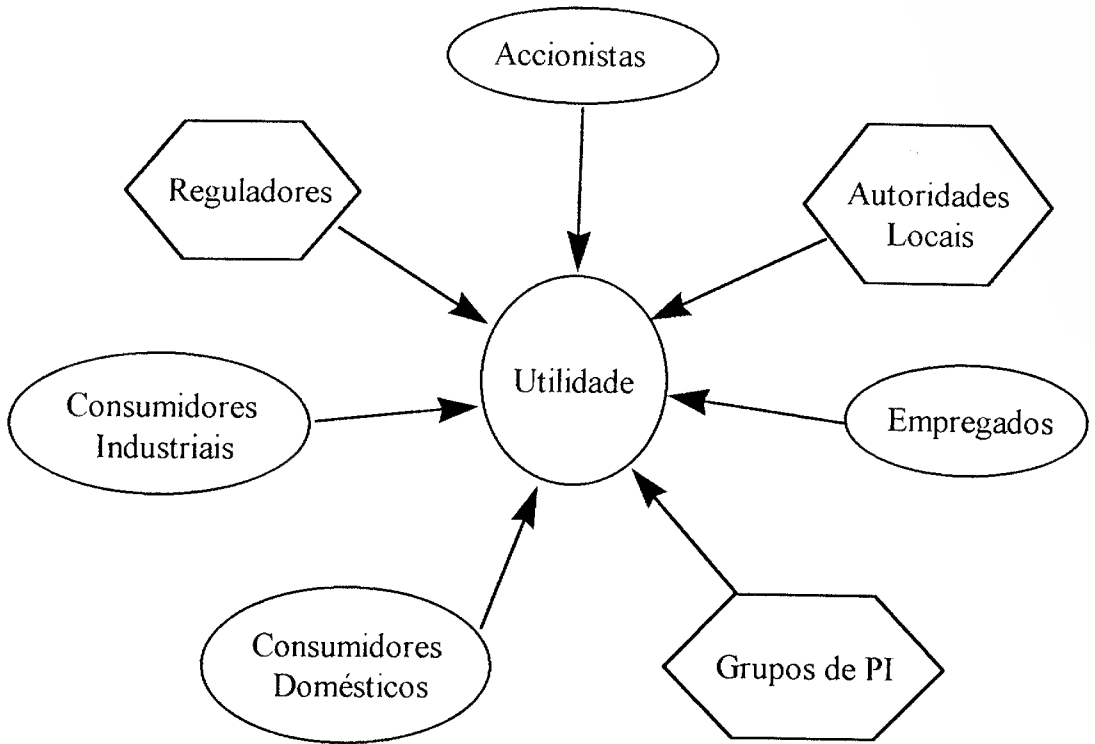 Accionistas
Reguladores
Autoridades
Locais
Utilidade
Consumidores
Industriais
Empregados
Consumidores
Domésticos
Grupos de PI